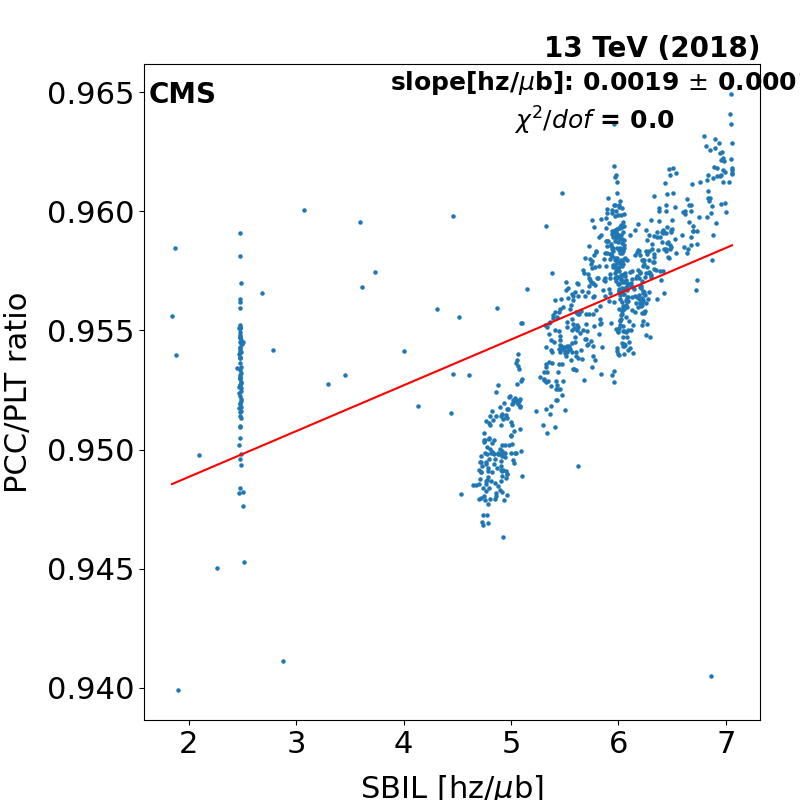 13 TeV (2018)
CMS
slope[hz/μb]: 0.0019 ± 0.000
χ²/dof = 0.0
0.965
0.960
0.955
0.950
0.945
0.940
PCC/PLT ratio
2 3 4 5 6 7
SBIL [hz/μb]